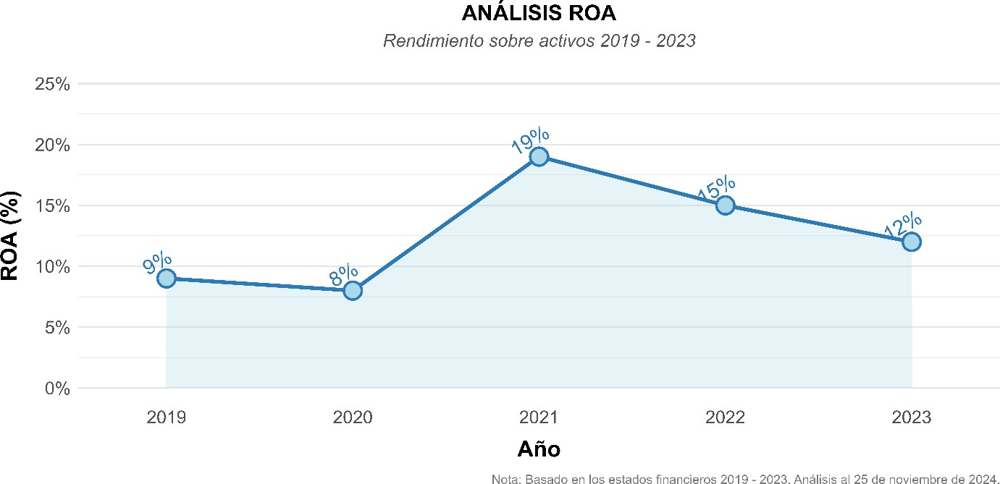 ANÁLISIS ROA
Rendimiento sobre activos 2019 - 2023
25%
20%
15%
10%
5%
0%
ROA (%)
9%
8%
19%
15%
12%
2019 2020 2021 2022 2023
Año
Nota: Basado en los estados financieros 2019 - 2023. Análisis al 25 de noviembre de 2024.